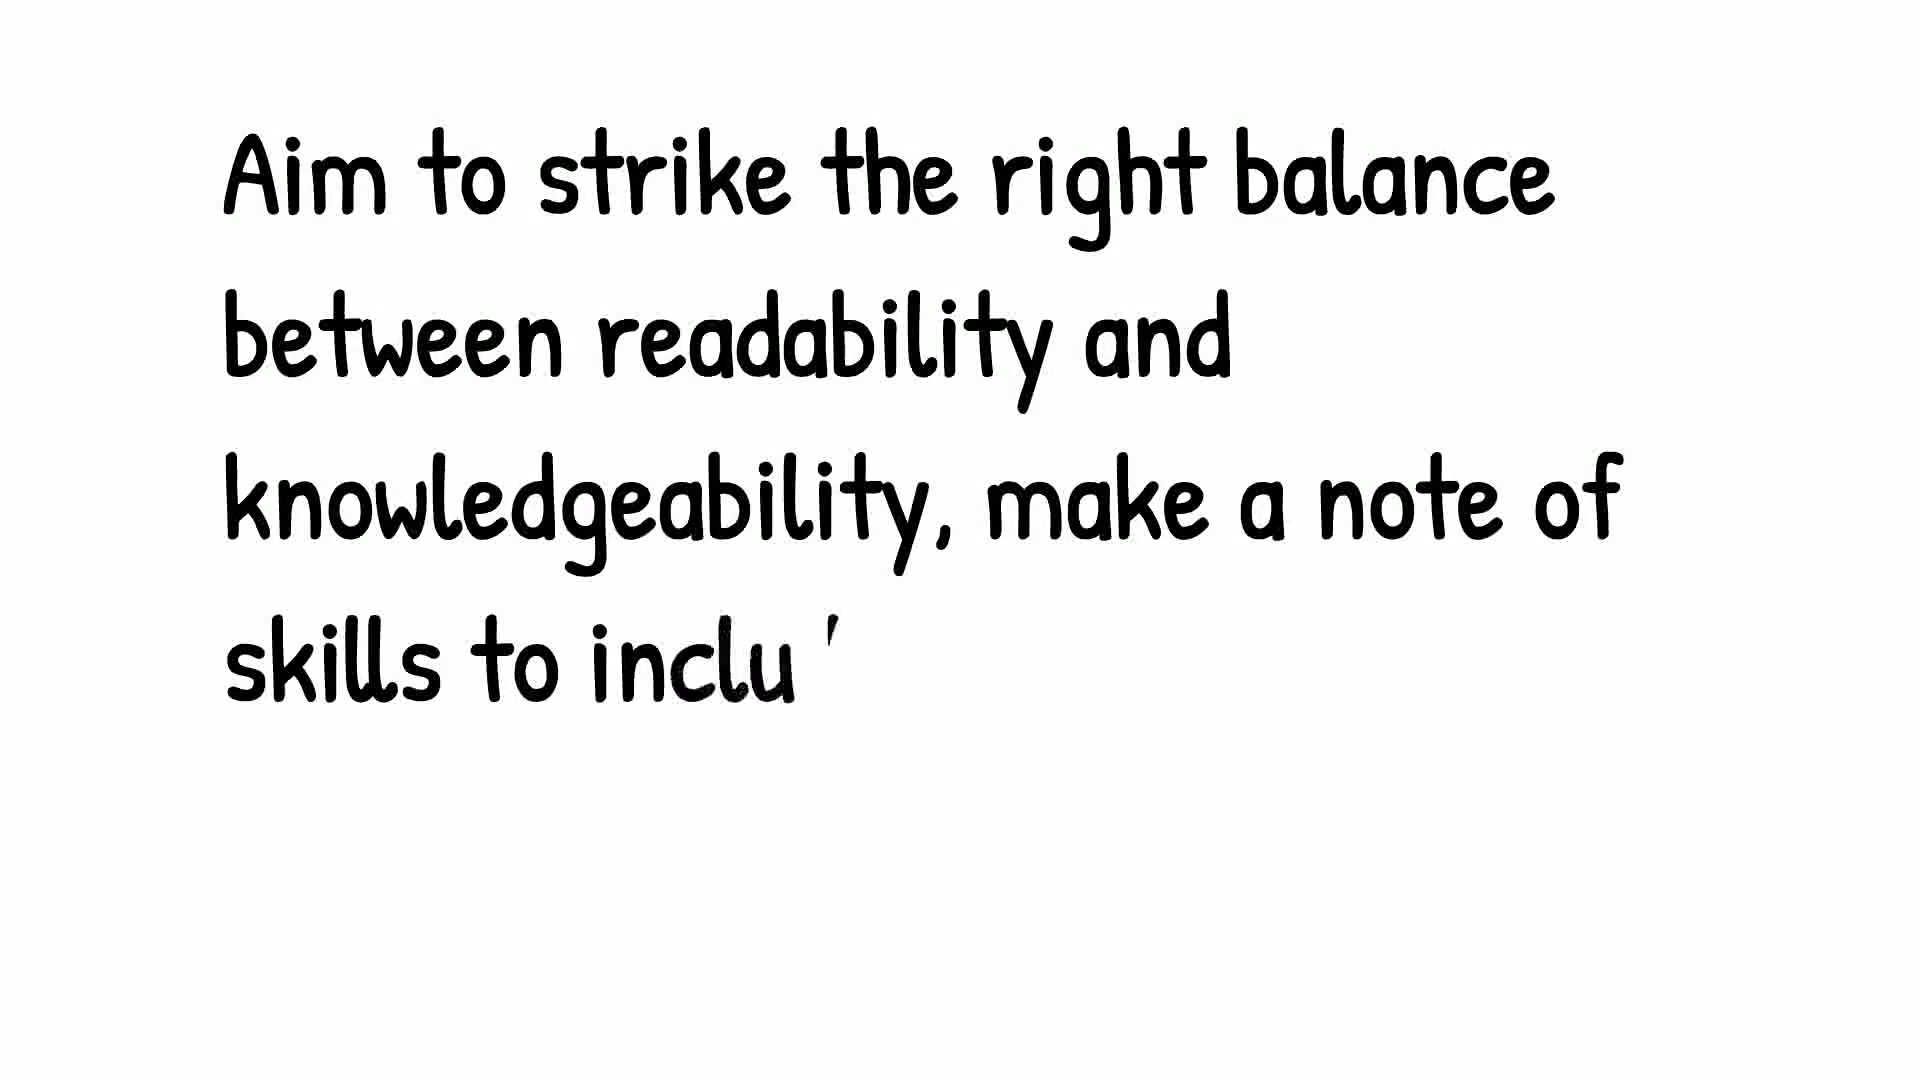 Aim to strike the right balance
between readability and
knowledgeability, make a note of
skills to inclu